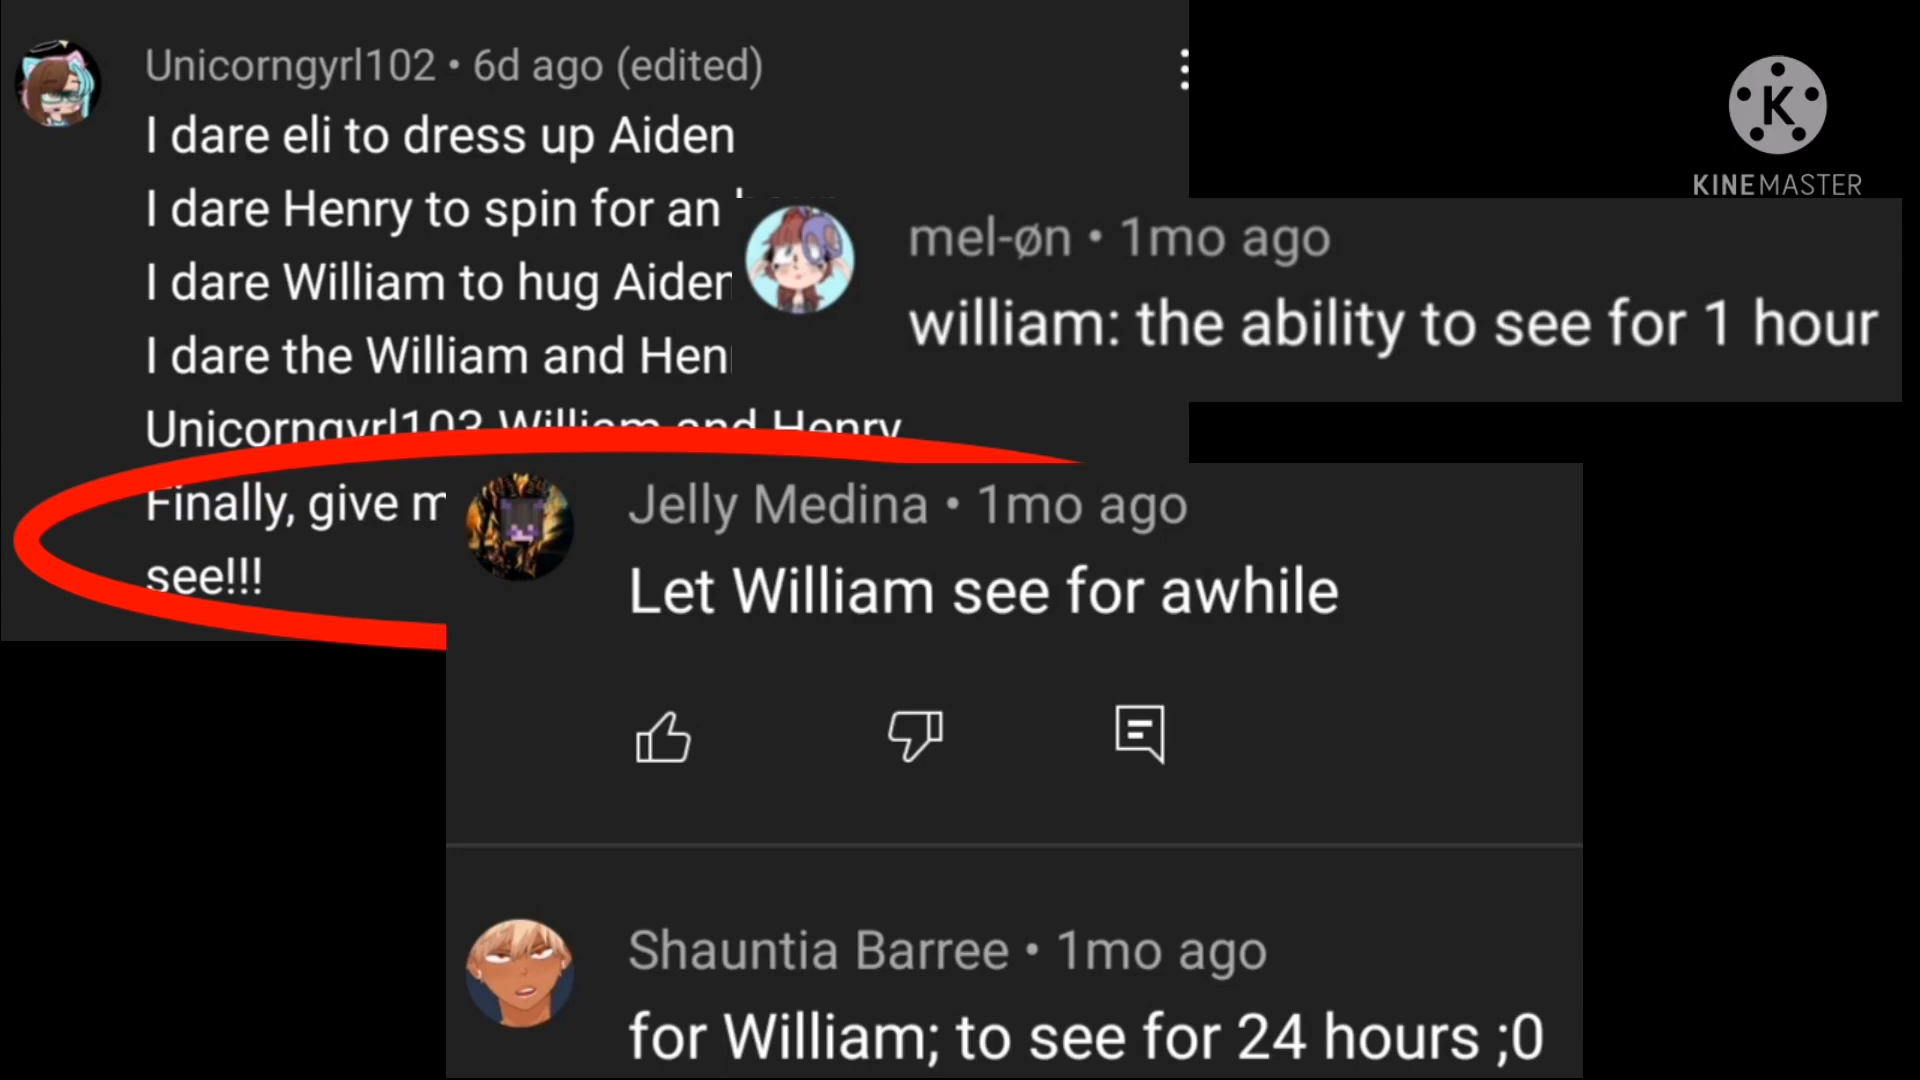 Unicorngyrl102 • 6d ago (edited)
I dare eli to dress up Aiden
I dare Henry to spin for an
I dare William to hug Aiden
I dare the William and Hen
Unicorngyrl103 William and Henry
Finally, give m
see!!!
KINEMASTER
mel-øn • 1mo ago
william: the ability to see for 1 hour
Jelly Medina • 1mo ago
Let William see for awhile
Shauntia Barree • 1mo ago
for William; to see for 24 hours ;0